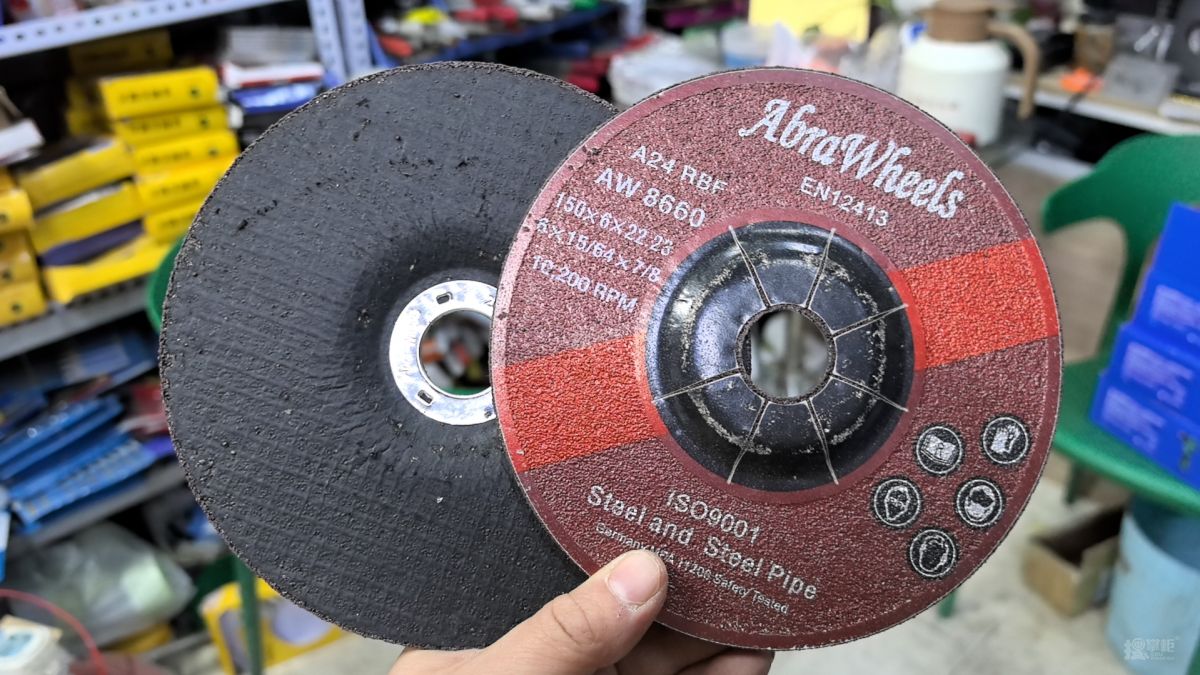 AbraWheels
A24 RBF
EN12413
AW 8660
150×6×22.23
6×15/64×7/8
10.200 RPM
ISO9001
Steel and Steel Pipe
Safety Tested